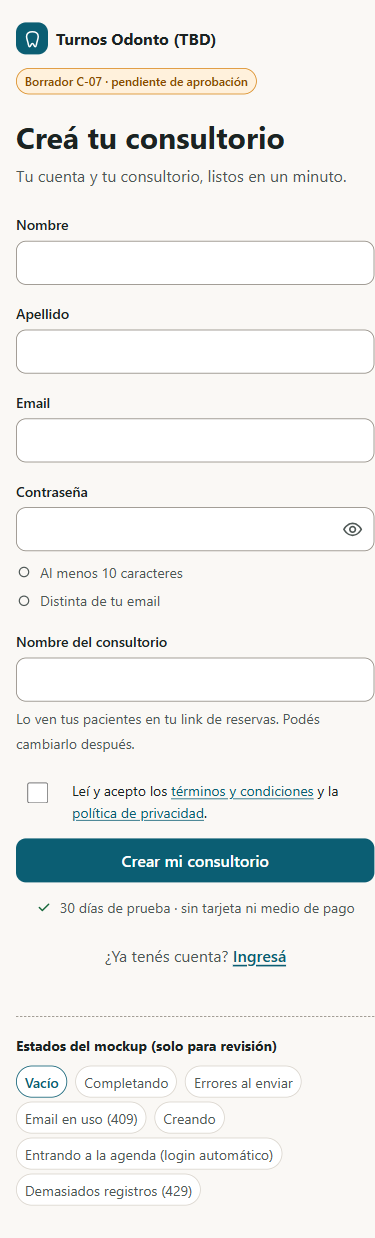 Turnos Odonto (TBD)
Borrador C-07 · pendiente de aprobación
Creá tu consultorio
Tu cuenta y tu consultorio, listos en un minuto.
Nombre
Apellido
Email
Contraseña
Al menos 10 caracteres
Distinta de tu email
Nombre del consultorio
Lo ven tus pacientes en tu link de reservas. Podés
cambiarlo después.
Leí y acepto los términos y condiciones y la
política de privacidad.
Crear mi consultorio
30 días de prueba · sin tarjeta ni medio de pago
¿Ya tenés cuenta? Ingresá
Estados del mockup (solo para revisión)
Vacío Completando Errores al enviar
Email en uso (409) Creando
Entrando a la agenda (login automático)
Demasiados registros (429)